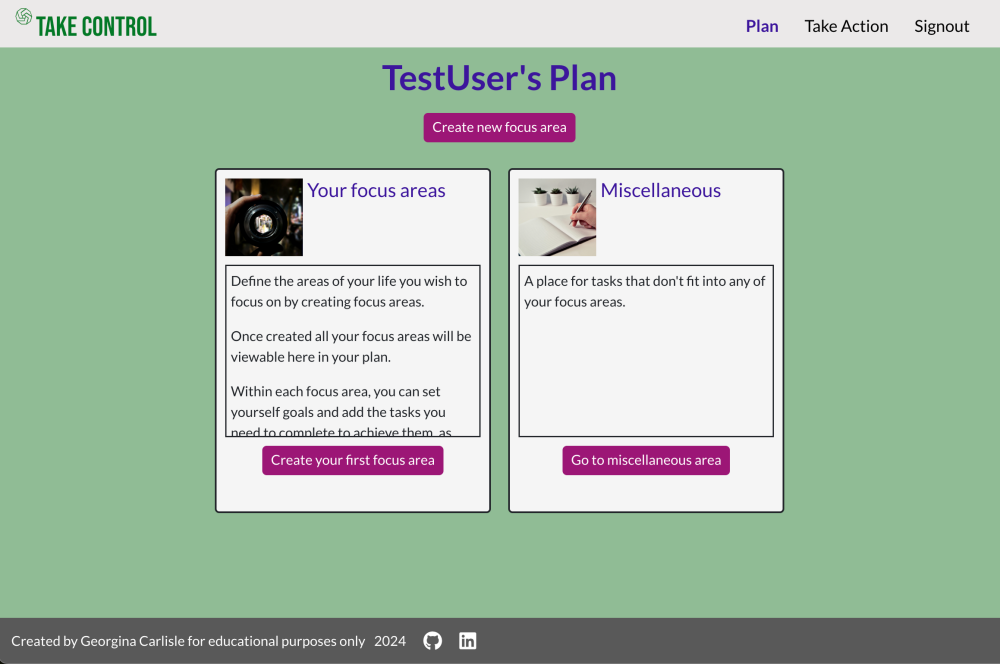 TAKE CONTROL
Plan Take Action Signout
TestUser's Plan
Create new focus area
Your focus areas
Define the areas of your life you wish to
focus on by creating focus areas.
Once created all your focus areas will be
viewable here in your plan.
Within each focus area, you can set
yourself goals and add the tasks you
need to complete to achieve them, as
Create your first focus area
Miscellaneous
A place for tasks that don't fit into any of
your focus areas.
Go to miscellaneous area
Created by Georgina Carlisle for educational purposes only 2024